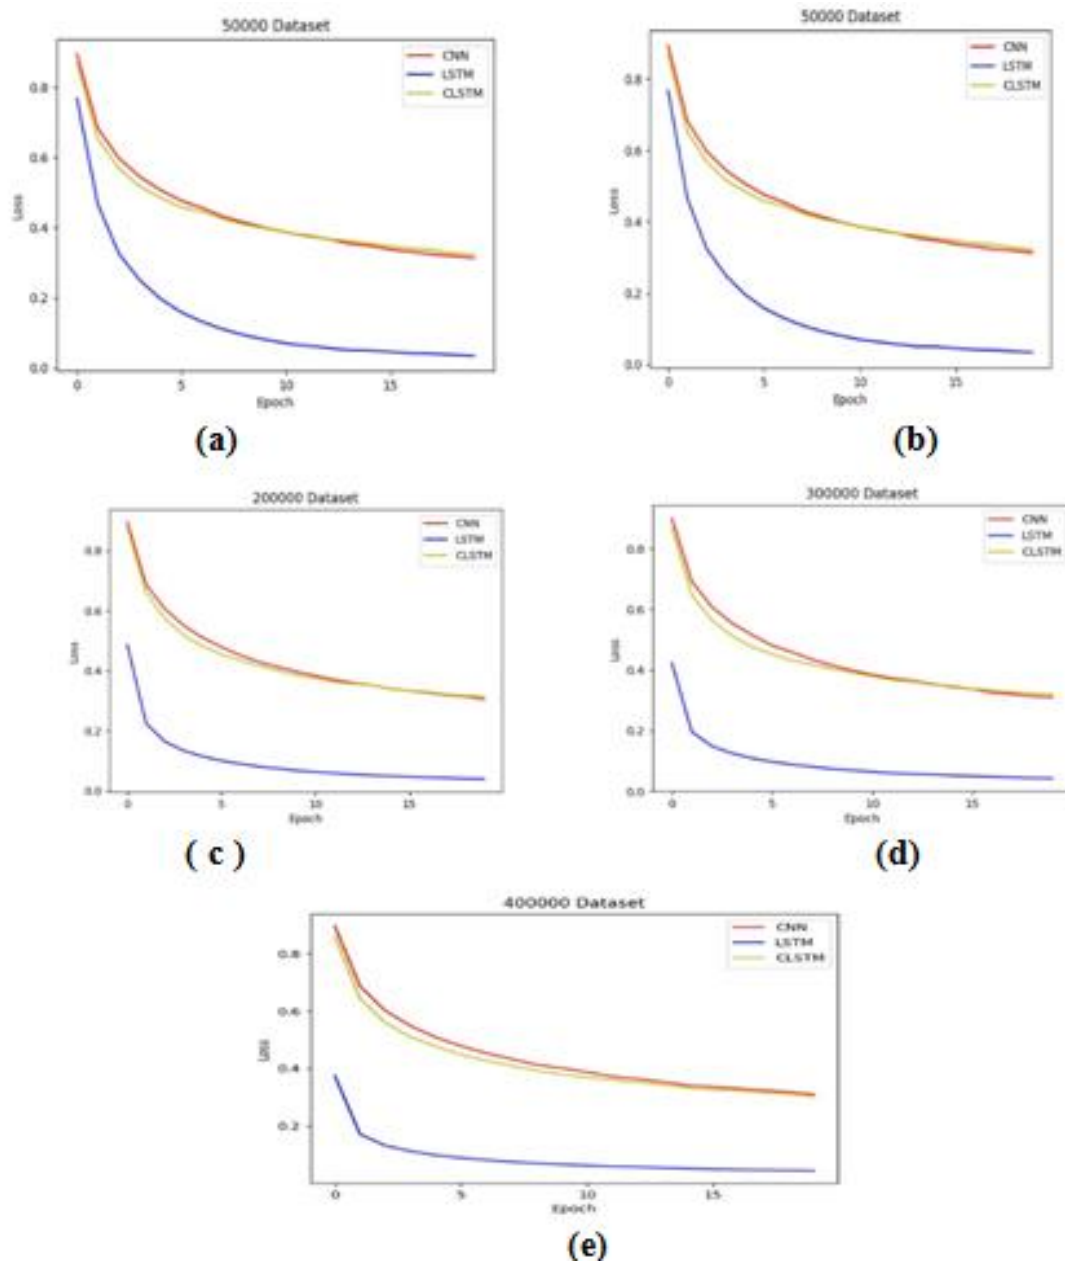 50000 Dataset
CNN
LSTM
CLSTM
0.8
0.6
0.4
0.2
0.0
Loss
0
5
10
15
Epoch
(a)
50000 Dataset
CNN
LSTM
CLSTM
0.8
0.6
0.4
0.2
0.0
Loss
0
5
10
15
Epoch
(b)
200000 Dataset
CNN
LSTM
CLSTM
0.8
0.6
0.4
0.2
0.0
Loss
0
5
10
15
Epoch
( c )
300000 Dataset
CNN
LSTM
CLSTM
0.8
0.6
0.4
0.2
0.0
Loss
0
5
10
15
Epoch
(d)
400000 Dataset
CNN
LSTM
CLSTM
0.8
0.6
0.4
0.2
Loss
0
5
10
15
Epoch
(e)